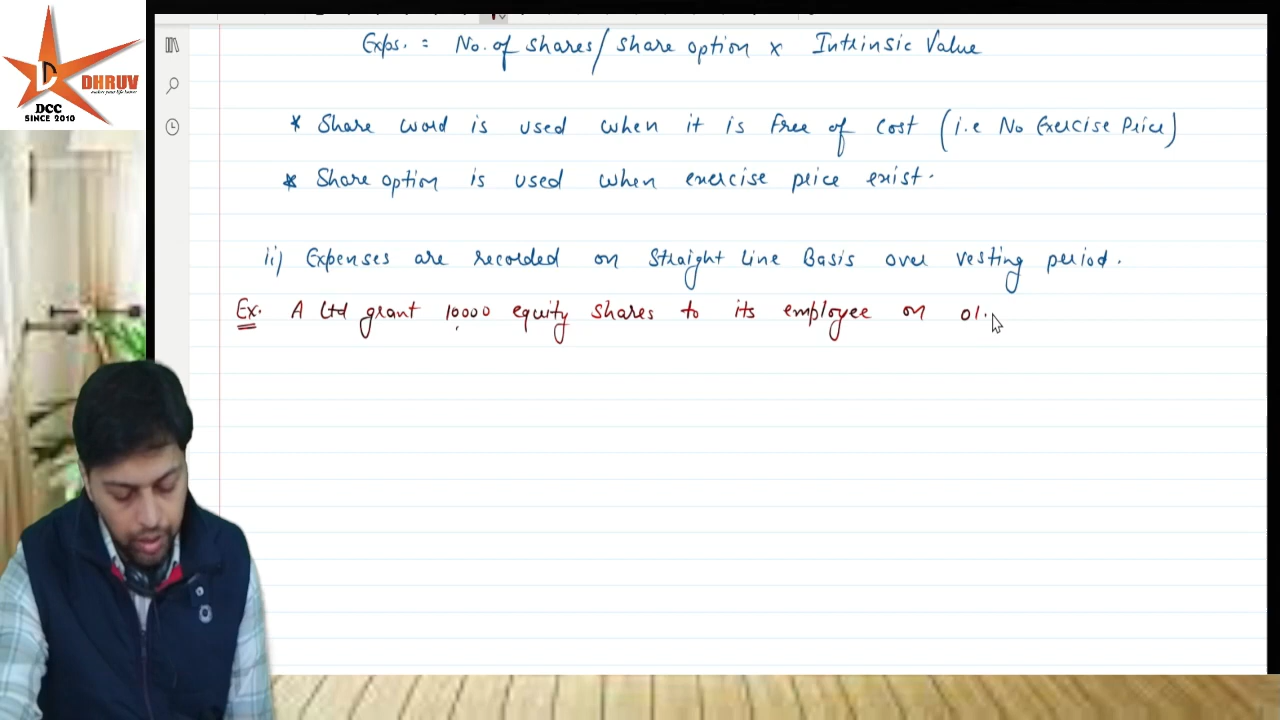 DHRUV
DCC
SINCE 2010
Exps. = No. of shares/ share option x Intrinsic Value
* Share word is used when it is free of cost (i.e No Exercise Price)
* Share option is used when exercise price exist.
ii) Expenses are recorded on Straight Line Basis over vesting period.
Ex. A Ltd grant 10000 equity shares to its employee on 01.